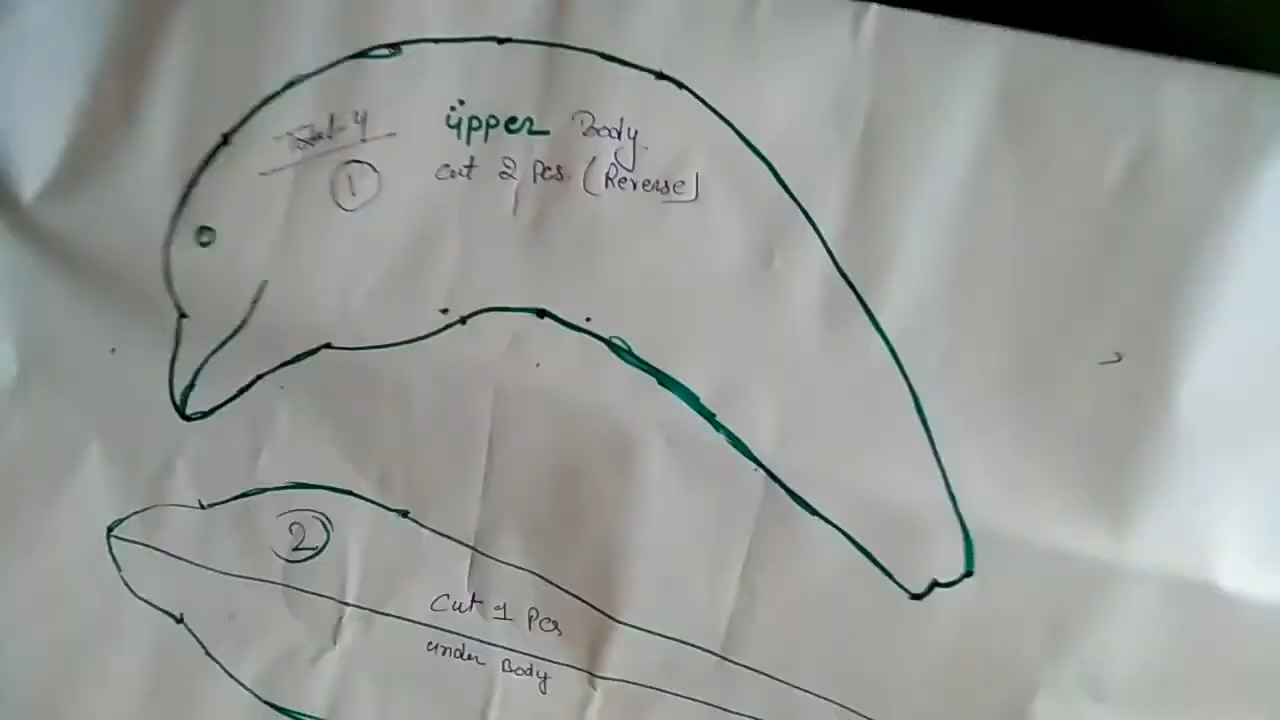 upper Body
①
cut 2 Pcs. (Reverse)
②
Cut 1 Pcs
under Body